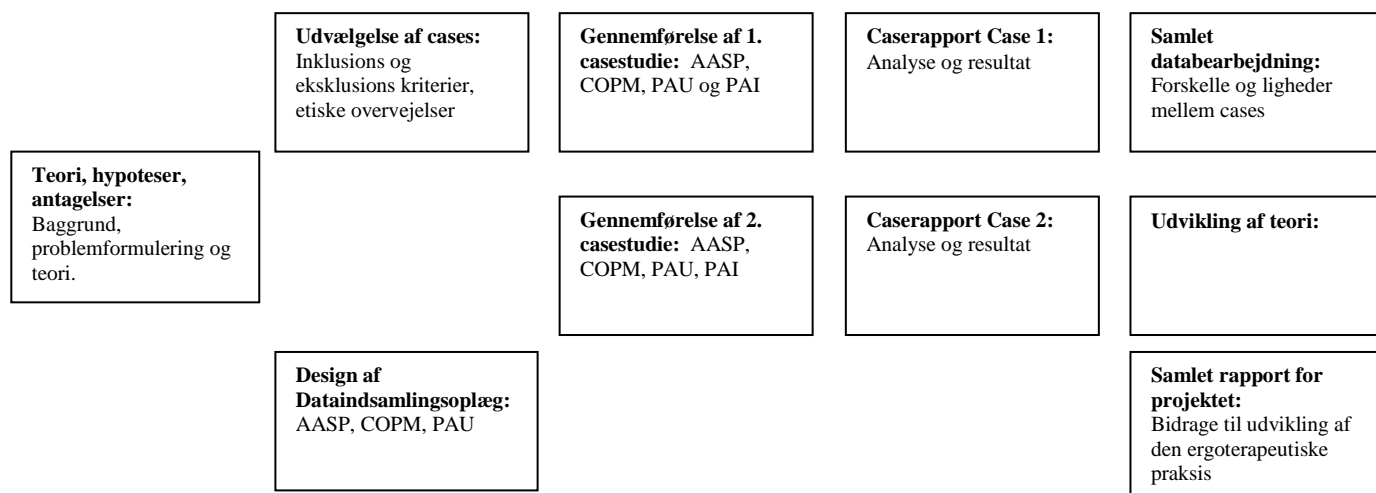 Teori, hypoteser,
antagelser:
Baggrund,
problemformulering og
teori.
Udvælgelse af cases:
Inklusions og
eksklusions kriterier,
etiske overvejelser
Design af
Dataindsamlingsoplæg:
AASP, COPM, PAU
Gennemførelse af 1.
casestudie: AASP,
COPM, PAU og PAI
Gennemførelse af 2.
casestudie: AASP,
COPM, PAU, PAI
Caserapport Case 1:
Analyse og resultat
Caserapport Case 2:
Analyse og resultat
Samlet
databearbejdning:
Forskelle og ligheder
mellem cases
Udvikling af teori:
Samlet rapport for
projektet:
Bidrage til udvikling af
den ergoterapeutiske
praksis